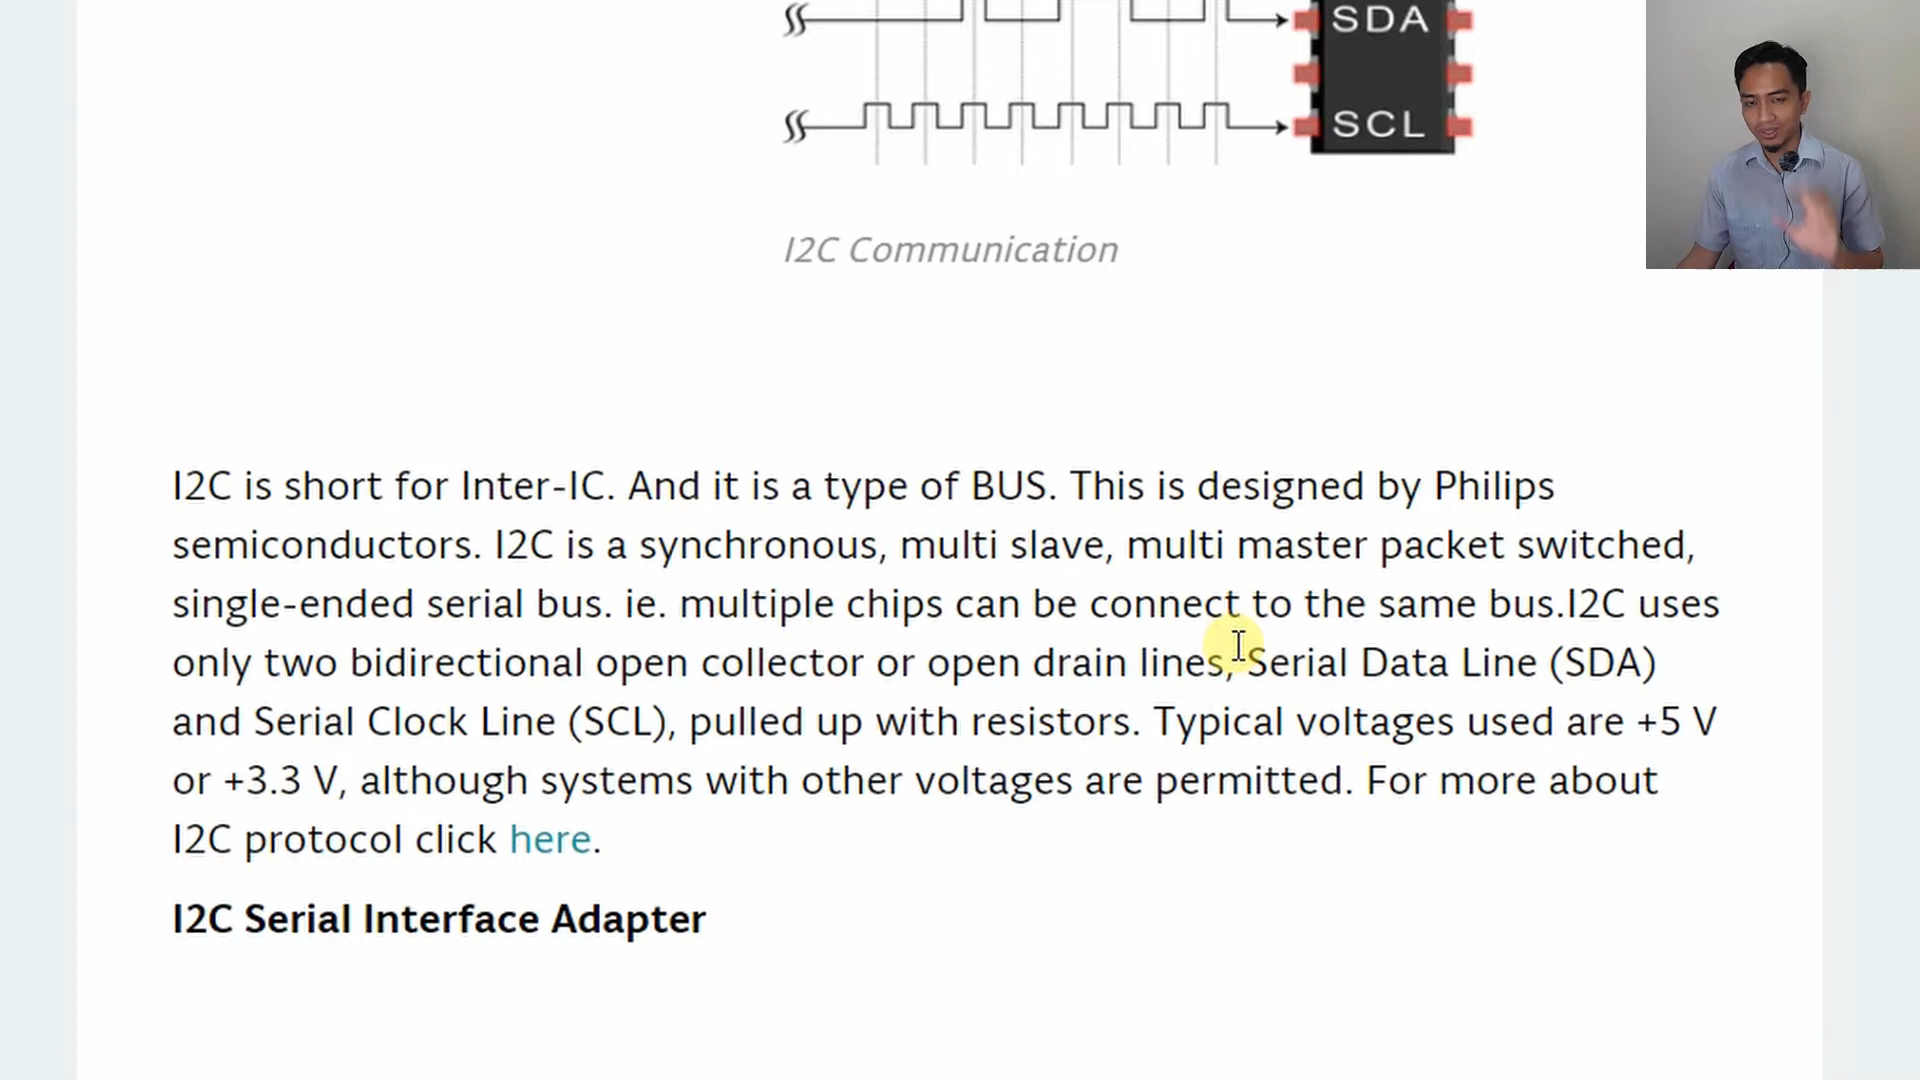 SDA
SCL
I2C Communication
I2C is short for Inter-IC. And it is a type of BUS. This is designed by Philips
semiconductors. I2C is a synchronous, multi slave, multi master packet switched,
single-ended serial bus. ie. multiple chips can be connect to the same bus.I2C uses
only two bidirectional open collector or open drain lines, Serial Data Line (SDA)
and Serial Clock Line (SCL), pulled up with resistors. Typical voltages used are +5 V
or +3.3 V, although systems with other voltages are permitted. For more about
I2C protocol click here.
I2C Serial Interface Adapter